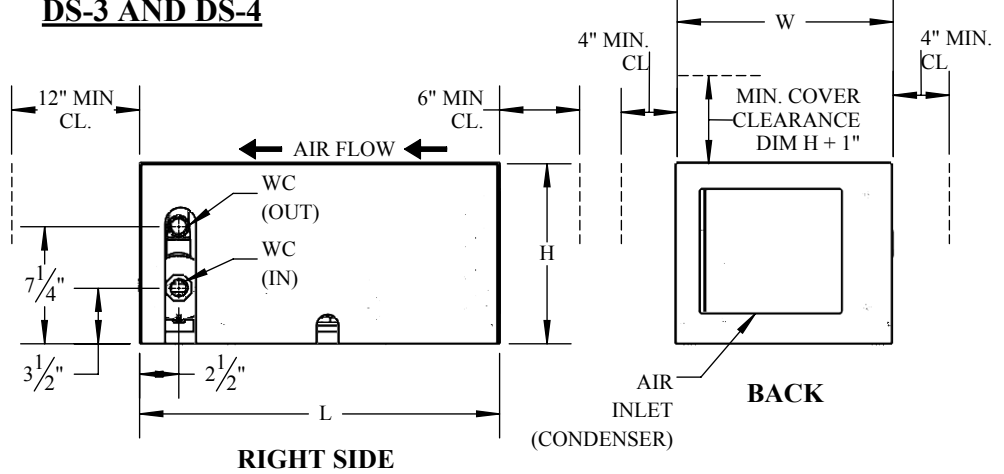 DS-3 AND DS-4
12" MIN
CL.
6" MIN
CL.
AIR FLOW
WC
(OUT)
WC
(IN)
7 1/4"
3 1/2"
2 1/2"
L
H
RIGHT SIDE
W
4" MIN.
CL
4" MIN.
CL
MIN. COVER
CLEARANCE
DIM H + 1"
AIR
INLET
(CONDENSER)
BACK